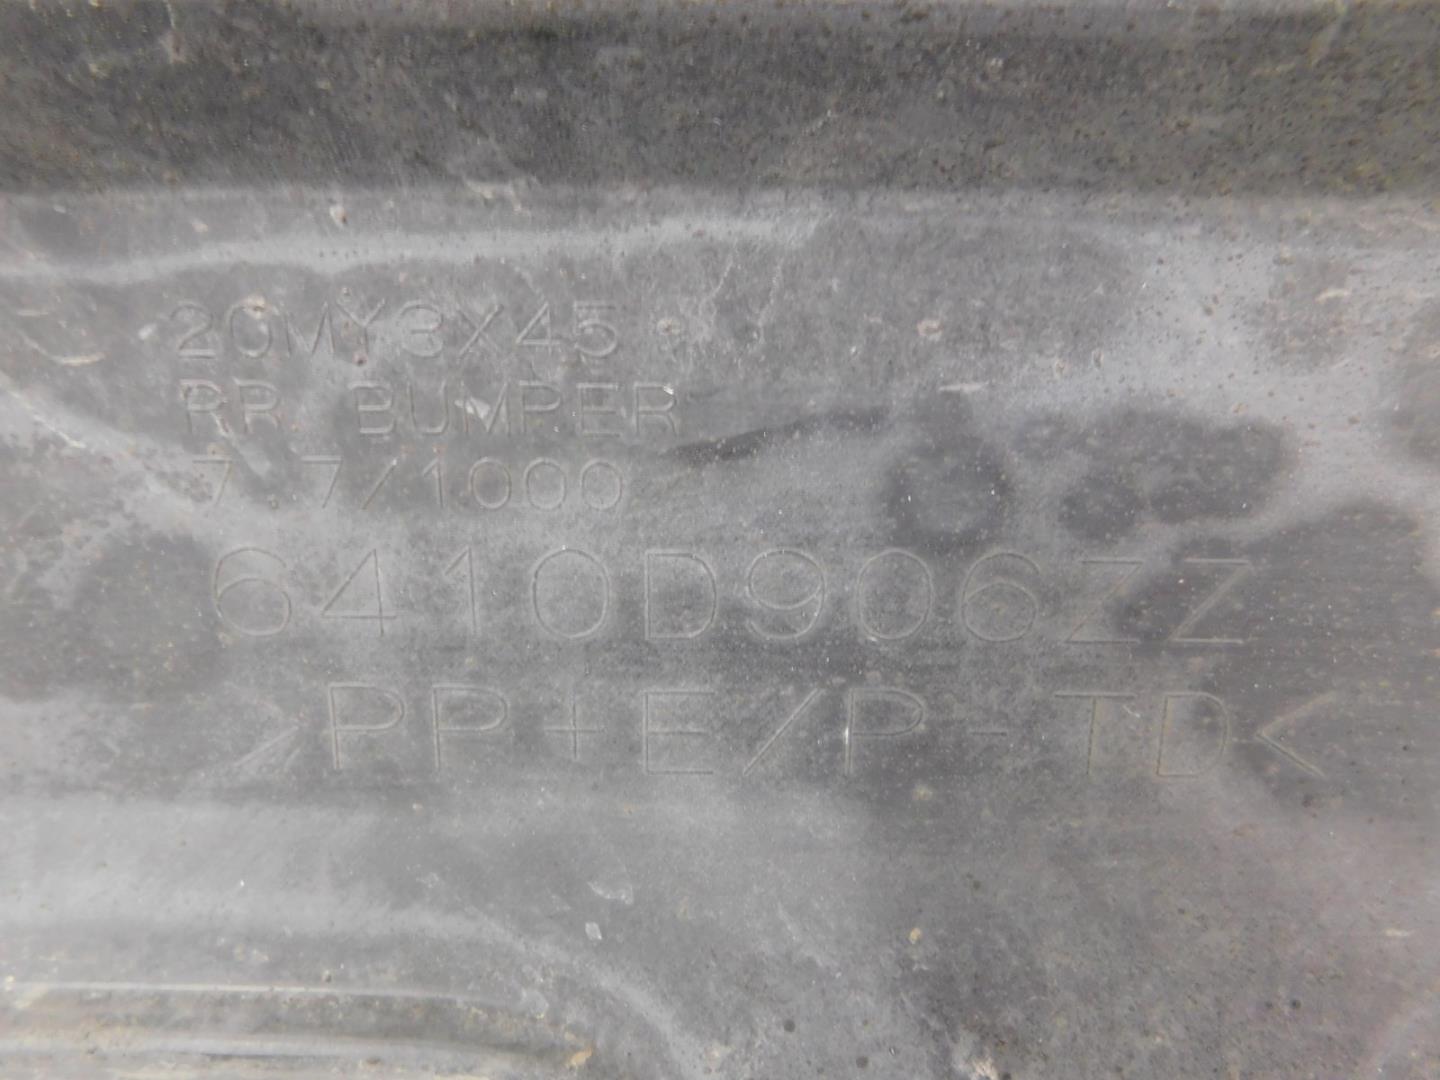 20MY3X45
RR BUMPER
7.7/1000
6410D906ZZ
>PP+E/P-TD<